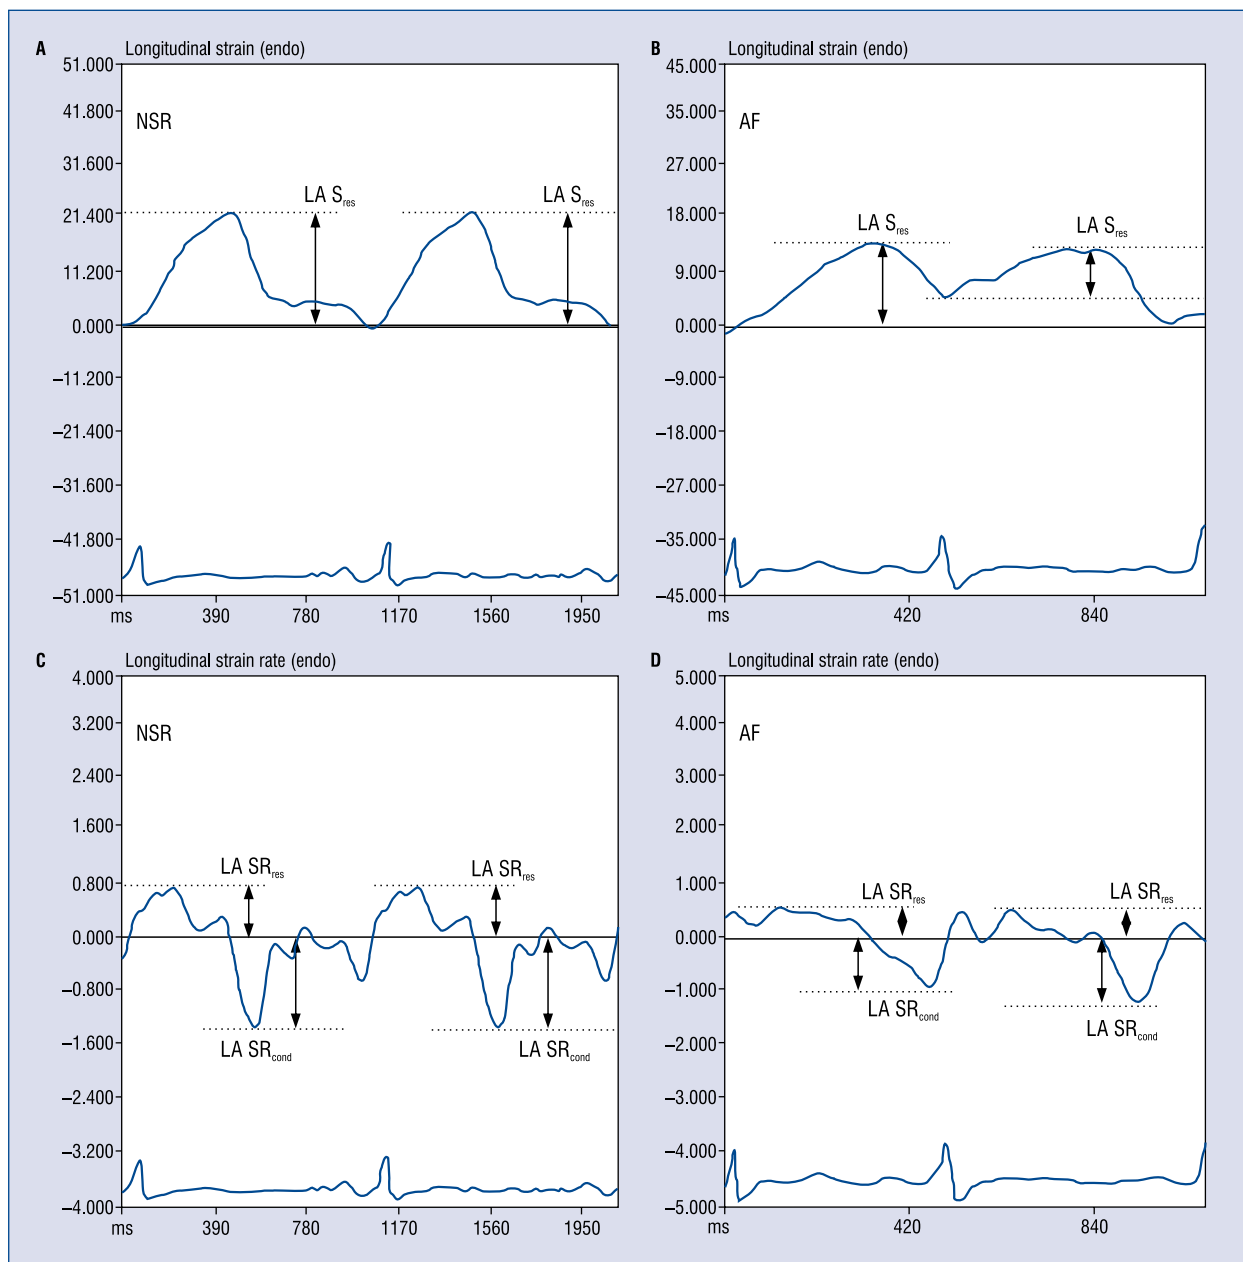 A Longitudinal strain (endo)
51.000
41.800
31.600
21.400
11.200
0.000
–11.200
–21.400
–31.600
–41.800
–51.000
NSR
LA Sres
LA Sres
ms 390 780 1170 1560 1950
B Longitudinal strain (endo)
45.000
35.000
27.000
18.000
9.000
0.000
–9.000
–18.000
–27.000
–35.000
–45.000
AF
LA Sres
LA Sres
420 840
C Longitudinal strain rate (endo)
4.000
3.200
2.400
1.600
0.800
0.000
–0.800
–1.600
–2.400
–3.200
–4.000
NSR
LA SRres
LA SRres
LA SRcond
LA SRcond
ms 390 780 1170 1560 1950
D Longitudinal strain rate (endo)
5.000
4.000
3.000
2.000
1.000
0.000
–1.000
–2.000
–3.000
–4.000
–5.000
AF
LA SRres
LA SRres
LA SRcond
LA SRcond
420 840